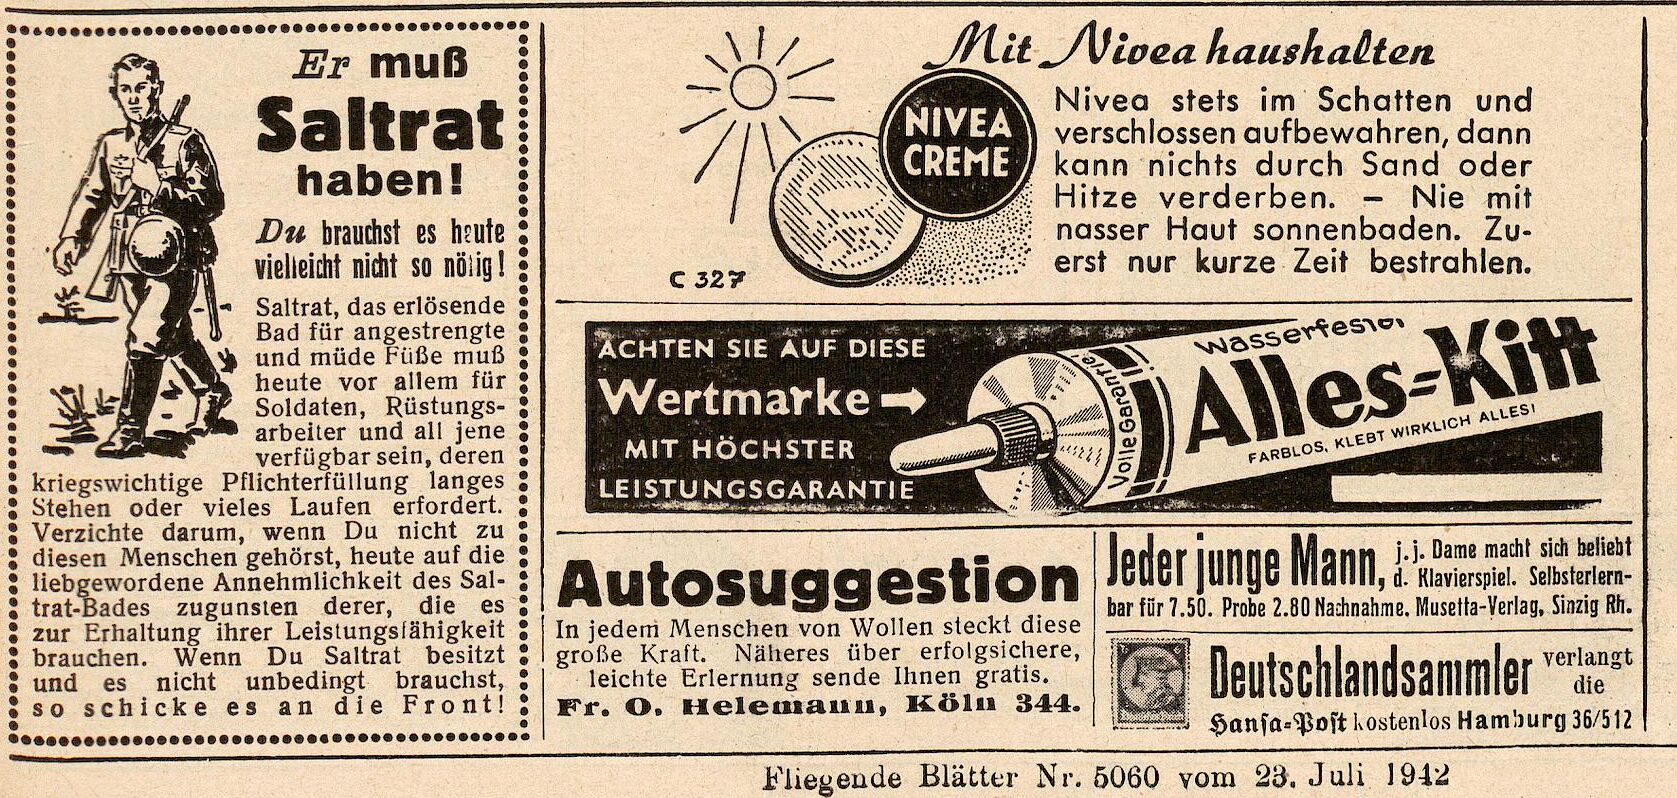 Er muß
Saltrat
haben!
Du brauchst es heute
vielleicht nicht so nötig!
Saltrat, das erlösende
Bad für angestrengte
und müde Füße muß
heute vor allem für
Soldaten, Rüstungs-
arbeiter und all jene
verfügbar sein, deren
kriegswichtige Pflichterfüllung langes
Stehen oder vieles Laufen erfordert.
Verzichte darum, wenn Du nicht zu
diesen Menschen gehörst, heute auf die
liebgewordene Annehmlichkeit des Sal-
trat-Bades zugunsten derer, die es
zur Erhaltung ihrer Leistungsfähigkeit
brauchen. Wenn Du Saltrat besitzt
und es nicht unbedingt brauchst,
so schicke es an die Front!
Mit Nivea haushalten
NIVEA
CREME
Nivea stets im Schatten und
verschlossen aufbewahren, dann
kann nichts durch Sand oder
Hitze verderben. – Nie mit
nasser Haut sonnenbaden. Zu-
erst nur kurze Zeit bestrahlen.
C 327
ACHTEN SIE AUF DIESE
Wertmarke →
MIT HÖCHSTER
LEISTUNGSGARANTIE
Volle Garantie!
Wasserfester
Alles=Kitt
FARBLOS, KLEBT WIRKLICH ALLES!
Autosuggestion
In jedem Menschen von Wollen steckt diese
große Kraft. Näheres über erfolgsichere,
leichte Erlernung sende Ihnen gratis.
Fr. O. Helemann, Köln 344.
Jeder junge Mann, j.j. Dame macht sich beliebt
d. Klavierspiel. Selbsterlern-
bar für 7.50. Probe 2.80 Nachnahme. Musetta-Verlag, Sinzig Rh.
Deutschlandsammler verlangt
die
Hansa=Post kostenlos Hamburg 36/512
Fliegende Blätter Nr. 5060 vom 23. Juli 1942